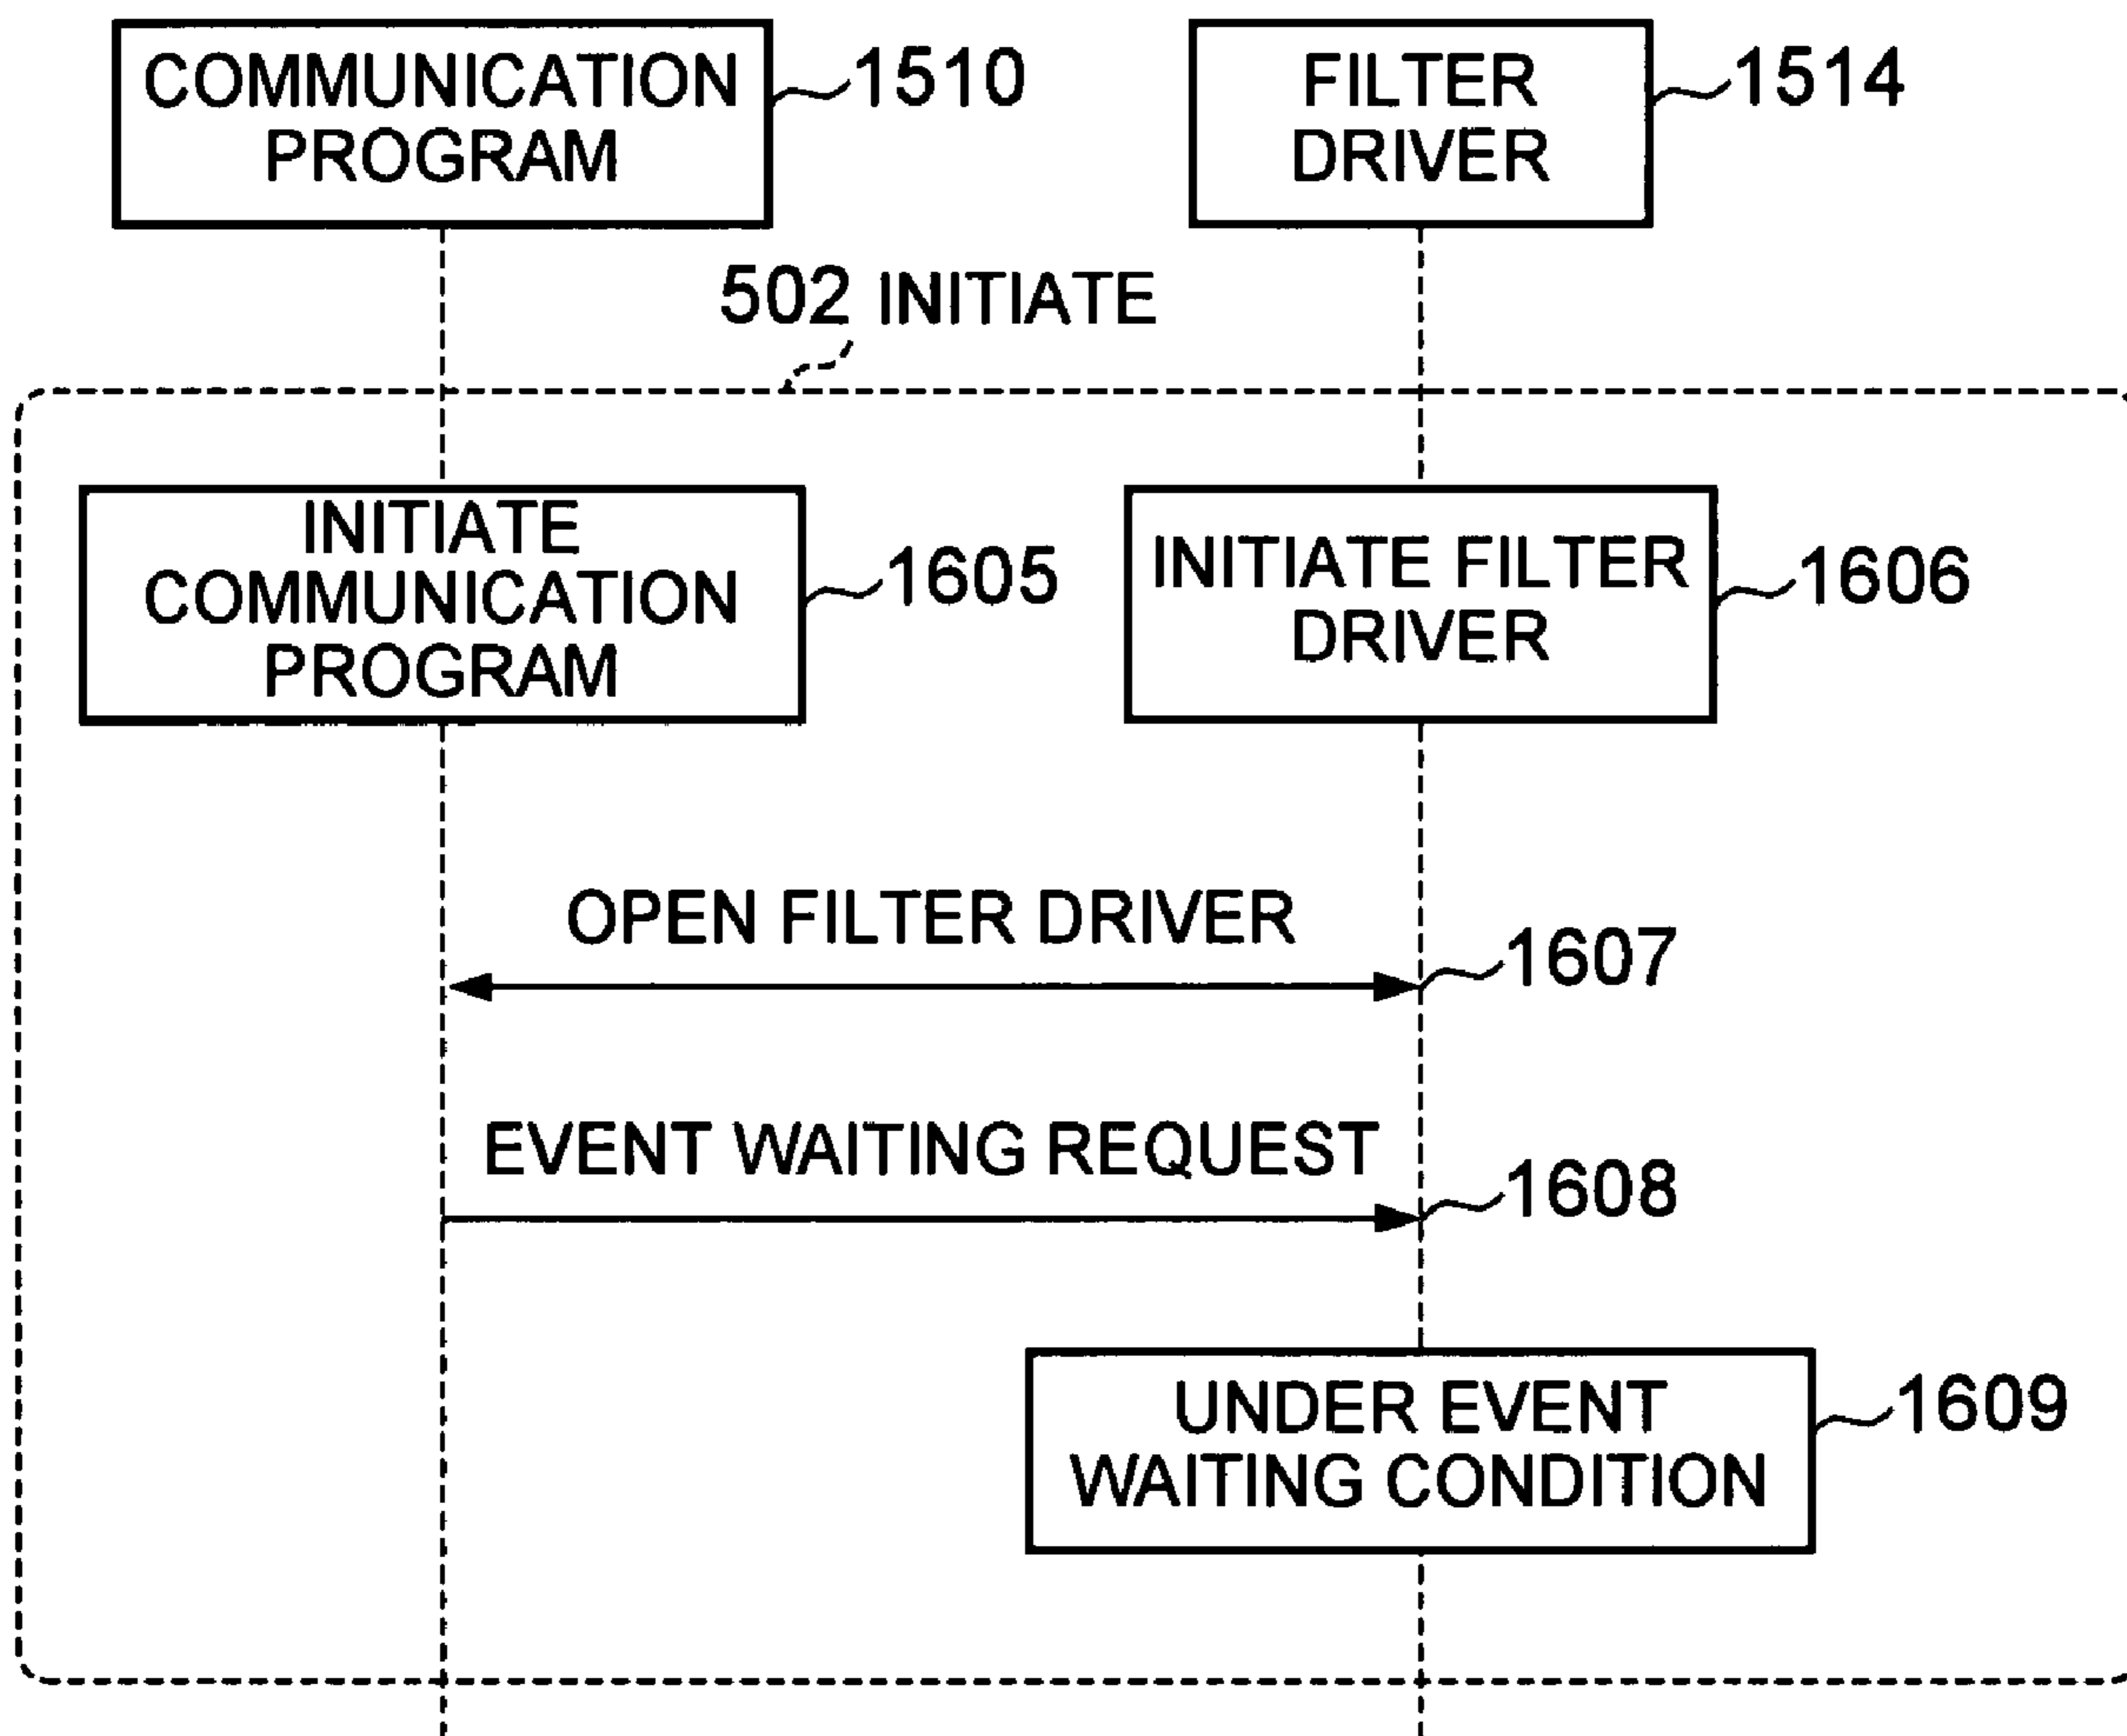 COMMUNICATION
PROGRAM
1510
FILTER
DRIVER
1514
502 INITIATE
INITIATE
COMMUNICATION
PROGRAM
1605
INITIATE FILTER
DRIVER
1606
OPEN FILTER DRIVER
1607
EVENT WAITING REQUEST
1608
UNDER EVENT
WAITING CONDITION
1609